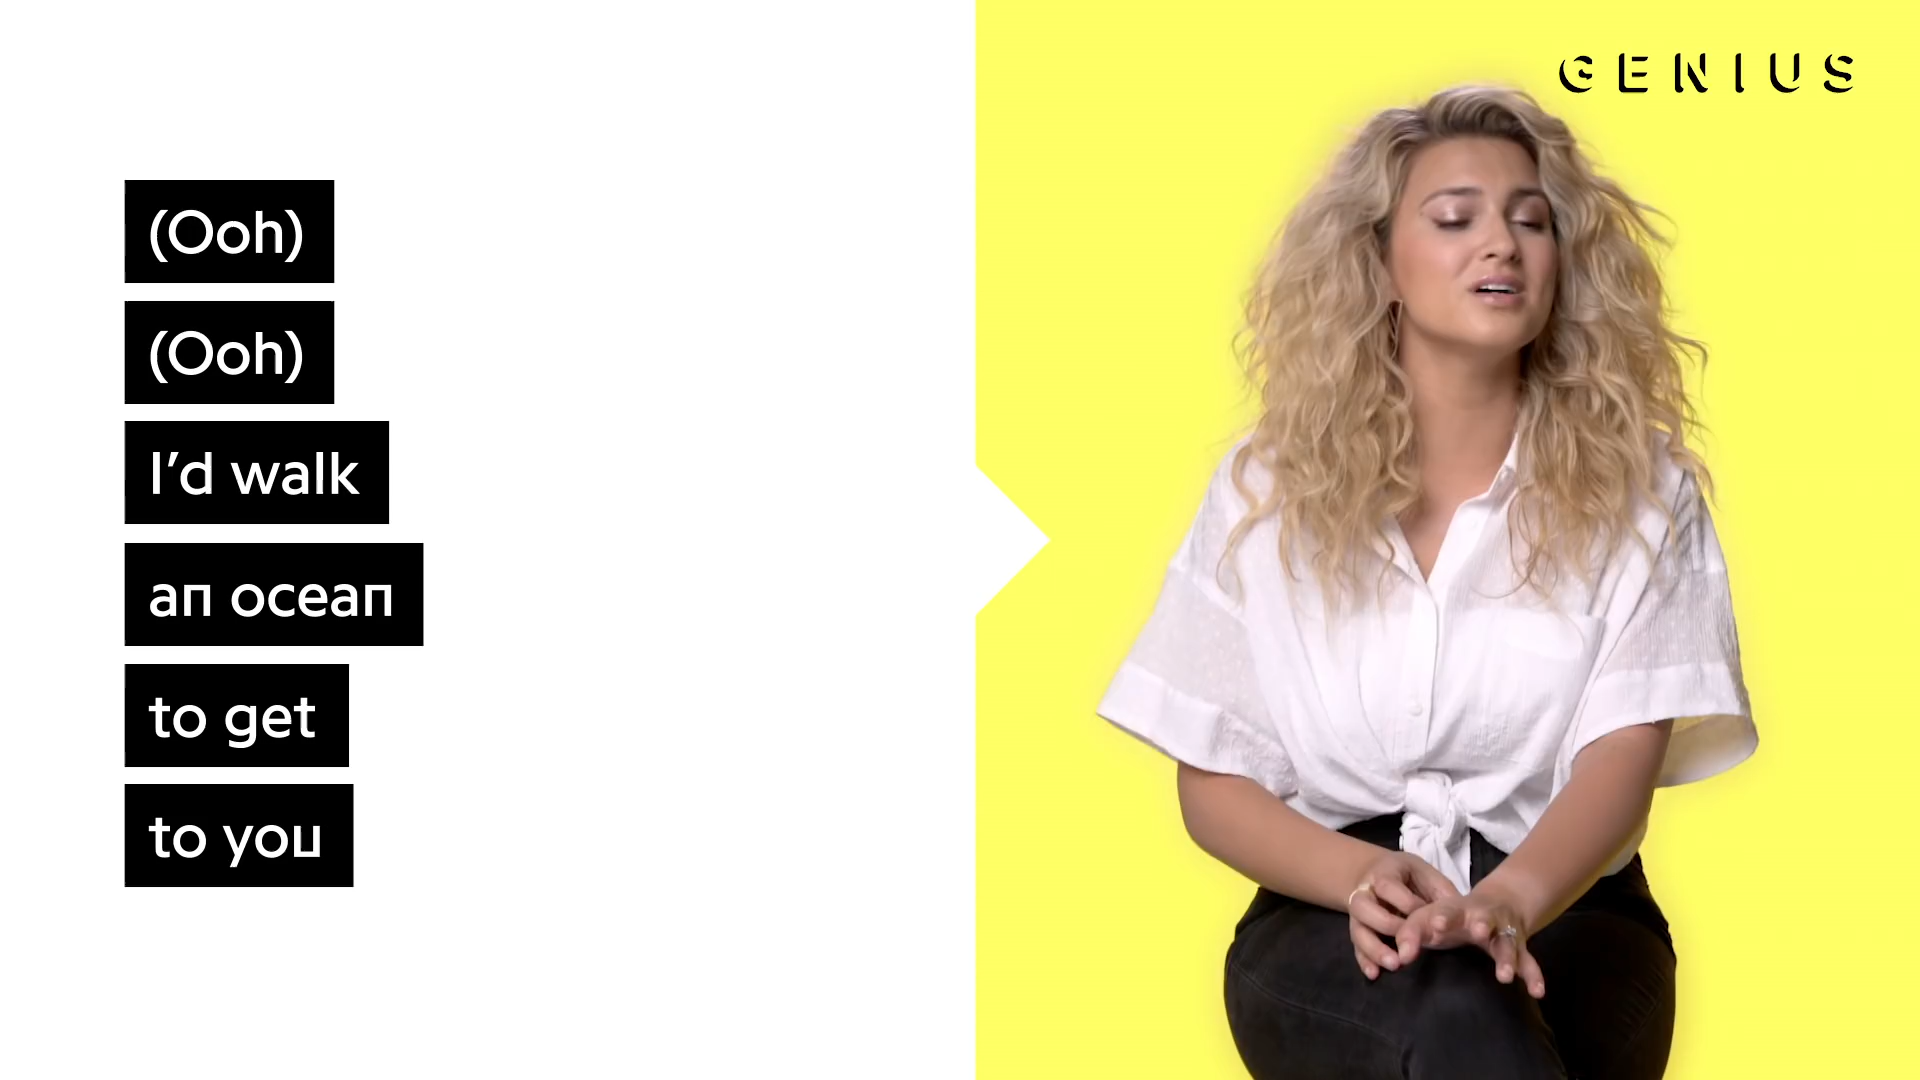 (Ooh)
(Ooh)
I’d walk
an ocean
to get
to you
GENIUS